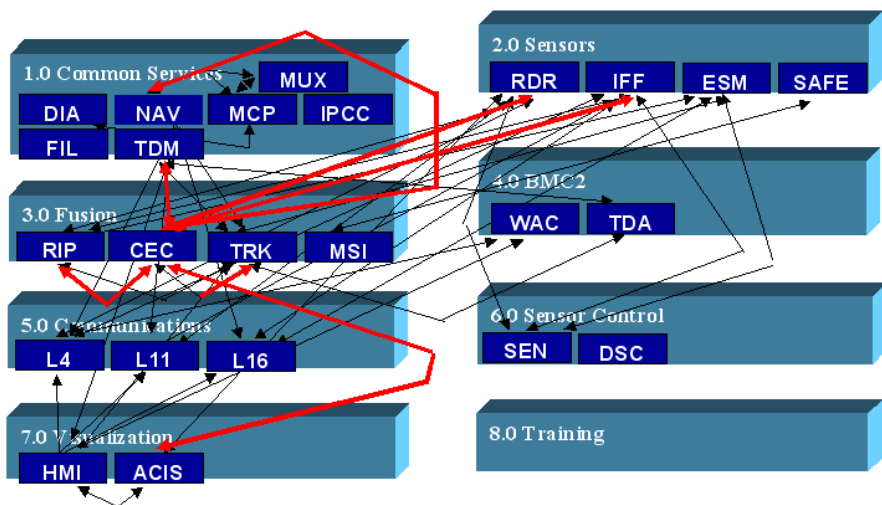 1.0 Common Services
MUX
DIA NAV MCP IPCC
FIL TDM
2.0 Sensors
RDR IFF ESM SAFE
3.0 Fusion
RIP CEC TRK MSI
4.0 BMC2
WAC TDA
5.0 Communications
L4 L11 L16
6.0 Sensor Control
SEN DSC
7.0 Visualization
HMI ACIS
8.0 Training